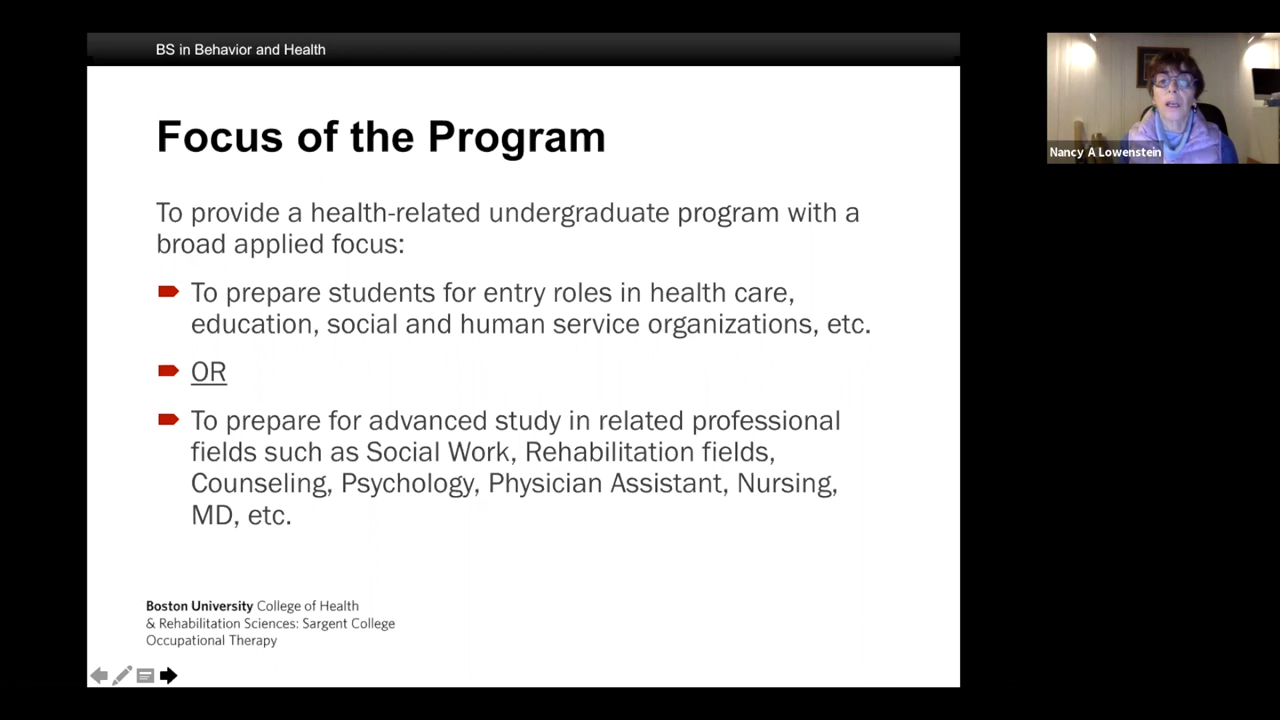 BS in Behavior and Health
Focus of the Program
To provide a health-related undergraduate program with a
broad applied focus:
To prepare students for entry roles in health care,
education, social and human service organizations, etc.
OR
To prepare for advanced study in related professional
fields such as Social Work, Rehabilitation fields,
Counseling, Psychology, Physician Assistant, Nursing,
MD, etc.
Boston University College of Health
& Rehabilitation Sciences: Sargent College
Occupational Therapy
Nancy A Lowenstein